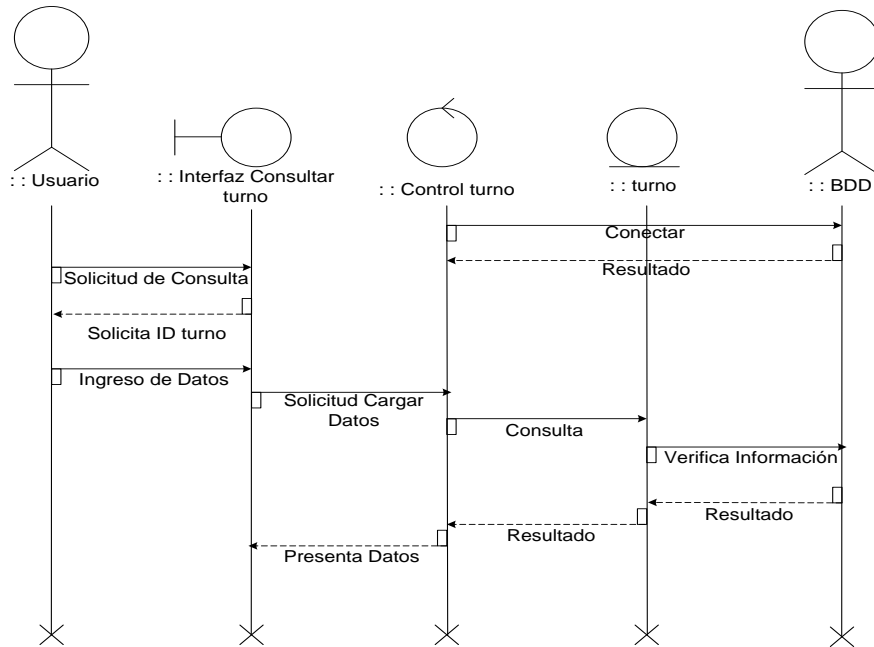 : : Usuario
: : Interfaz Consultar
turno
: : Control turno
: : turno
: : BDD
Conectar
Resultado
Solicitud de Consulta
Solicita ID turno
Ingreso de Datos
Solicitud Cargar
Datos
Consulta
Verifica Información
Resultado
Resultado
Presenta Datos